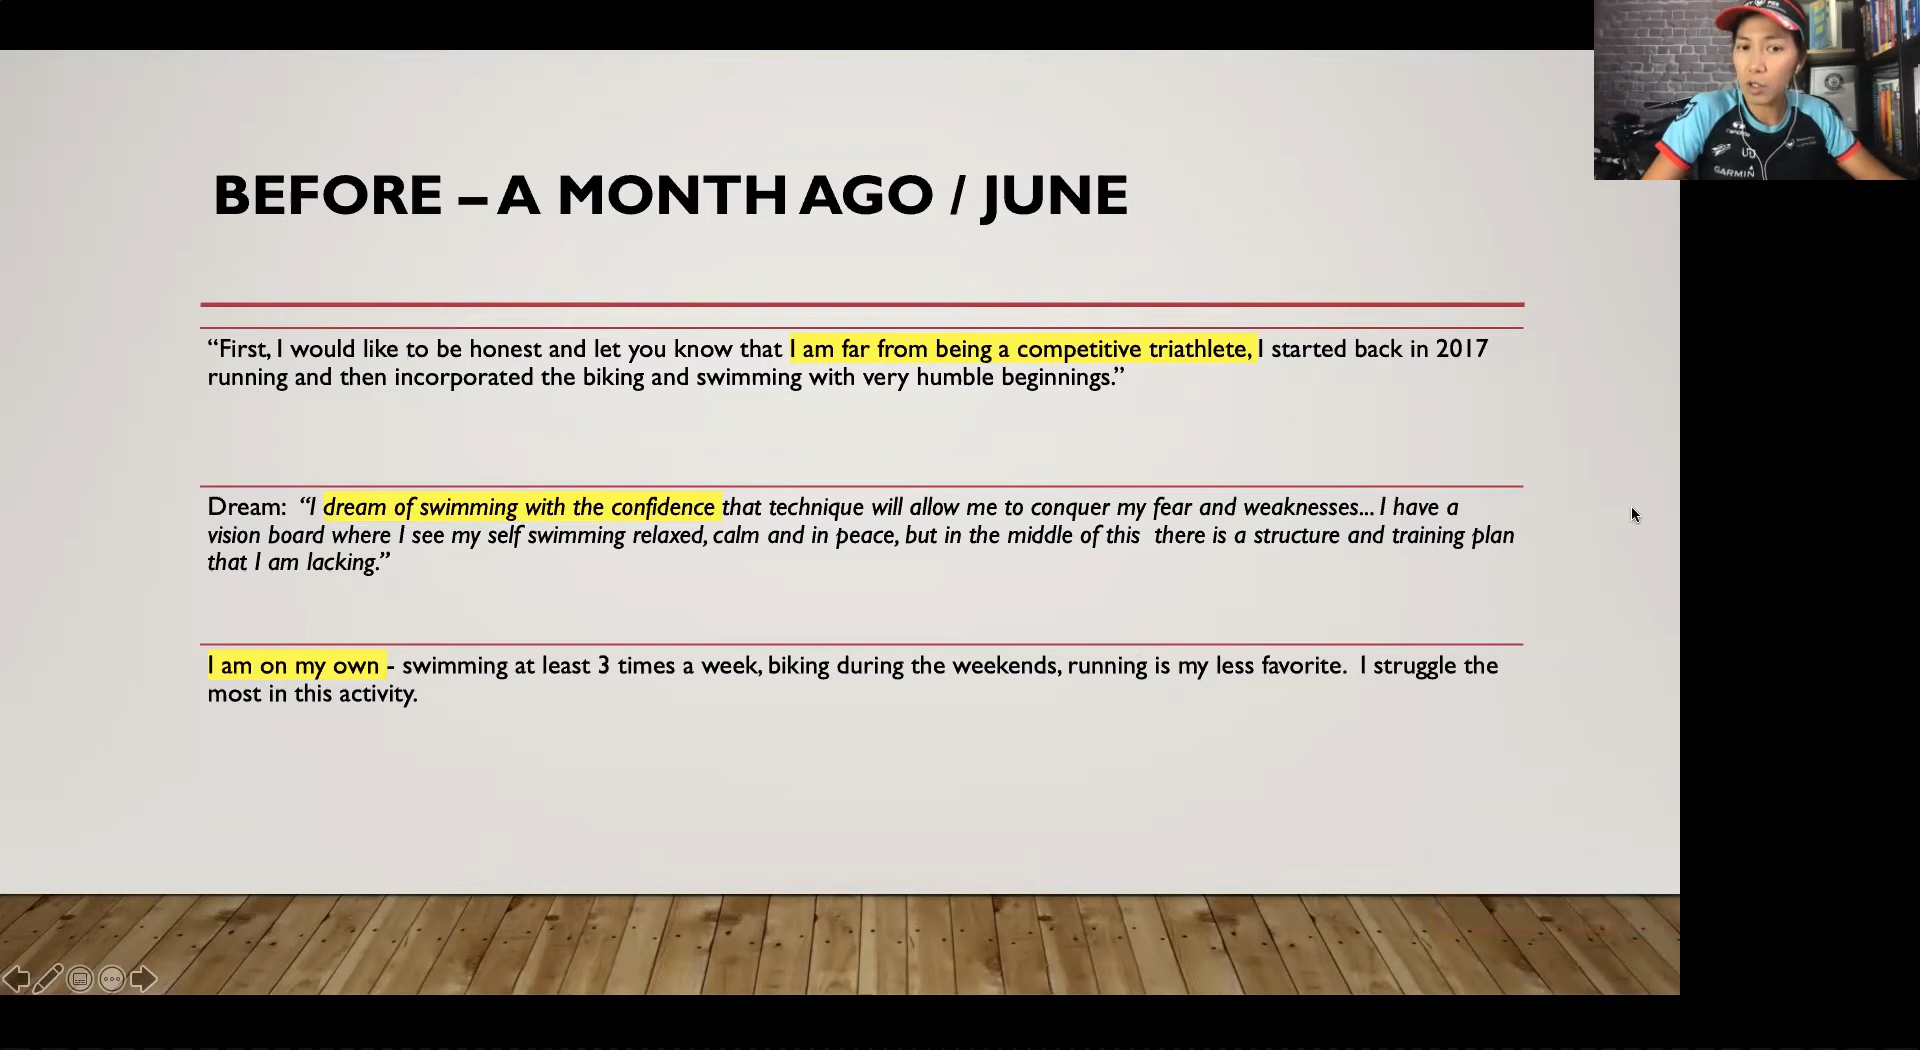 BEFORE – A MONTH AGO / JUNE
“First, I would like to be honest and let you know that I am far from being a competitive triathlete, I started back in 2017
running and then incorporated the biking and swimming with very humble beginnings.”
Dream: “I dream of swimming with the confidence that technique will allow me to conquer my fear and weaknesses... I have a
vision board where I see my self swimming relaxed, calm and in peace, but in the middle of this there is a structure and training plan
that I am lacking.”
I am on my own - swimming at least 3 times a week, biking during the weekends, running is my less favorite. I struggle the
most in this activity.
GARMIN